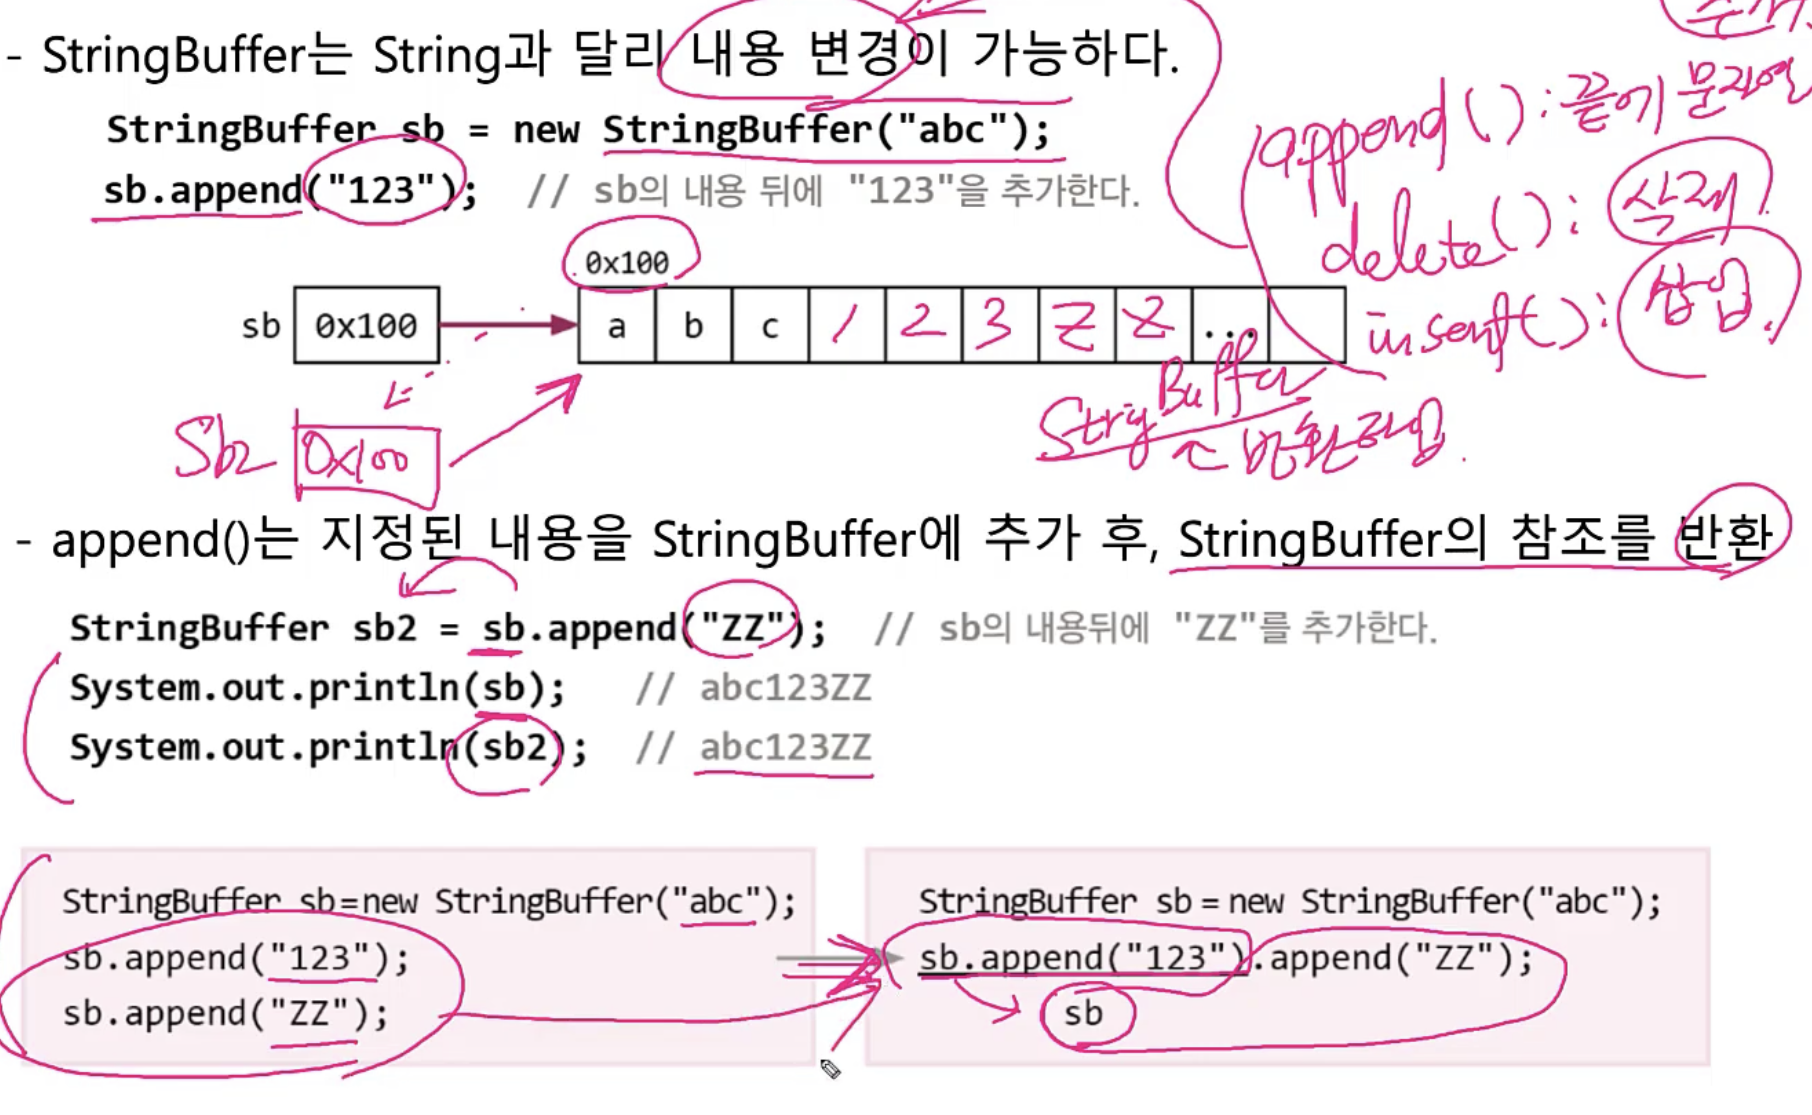 - StringBuffer는 String과 달리 내용 변경이 가능하다.
StringBuffer sb = new StringBuffer("abc");
sb.append("123");  // sb의 내용 뒤에 "123"을 추가한다.
append() : 끝에 문자열
delete() : 삭제
insert() : 삽입.
0x100
sb 0x100 a b c 1 2 3 Z Z ...
StringBuffer
← 반환타입.
Sb2 0x100
- append()는 지정된 내용을 StringBuffer에 추가 후, StringBuffer의 참조를 반환
StringBuffer sb2 = sb.append("ZZ");  // sb의 내용뒤에 "ZZ"를 추가한다.
System.out.println(sb);  // abc123ZZ
System.out.println(sb2);  // abc123ZZ
StringBuffer sb=new StringBuffer("abc");
sb.append("123");
sb.append("ZZ");
StringBuffer sb = new StringBuffer("abc");
sb.append("123").append("ZZ");
sb